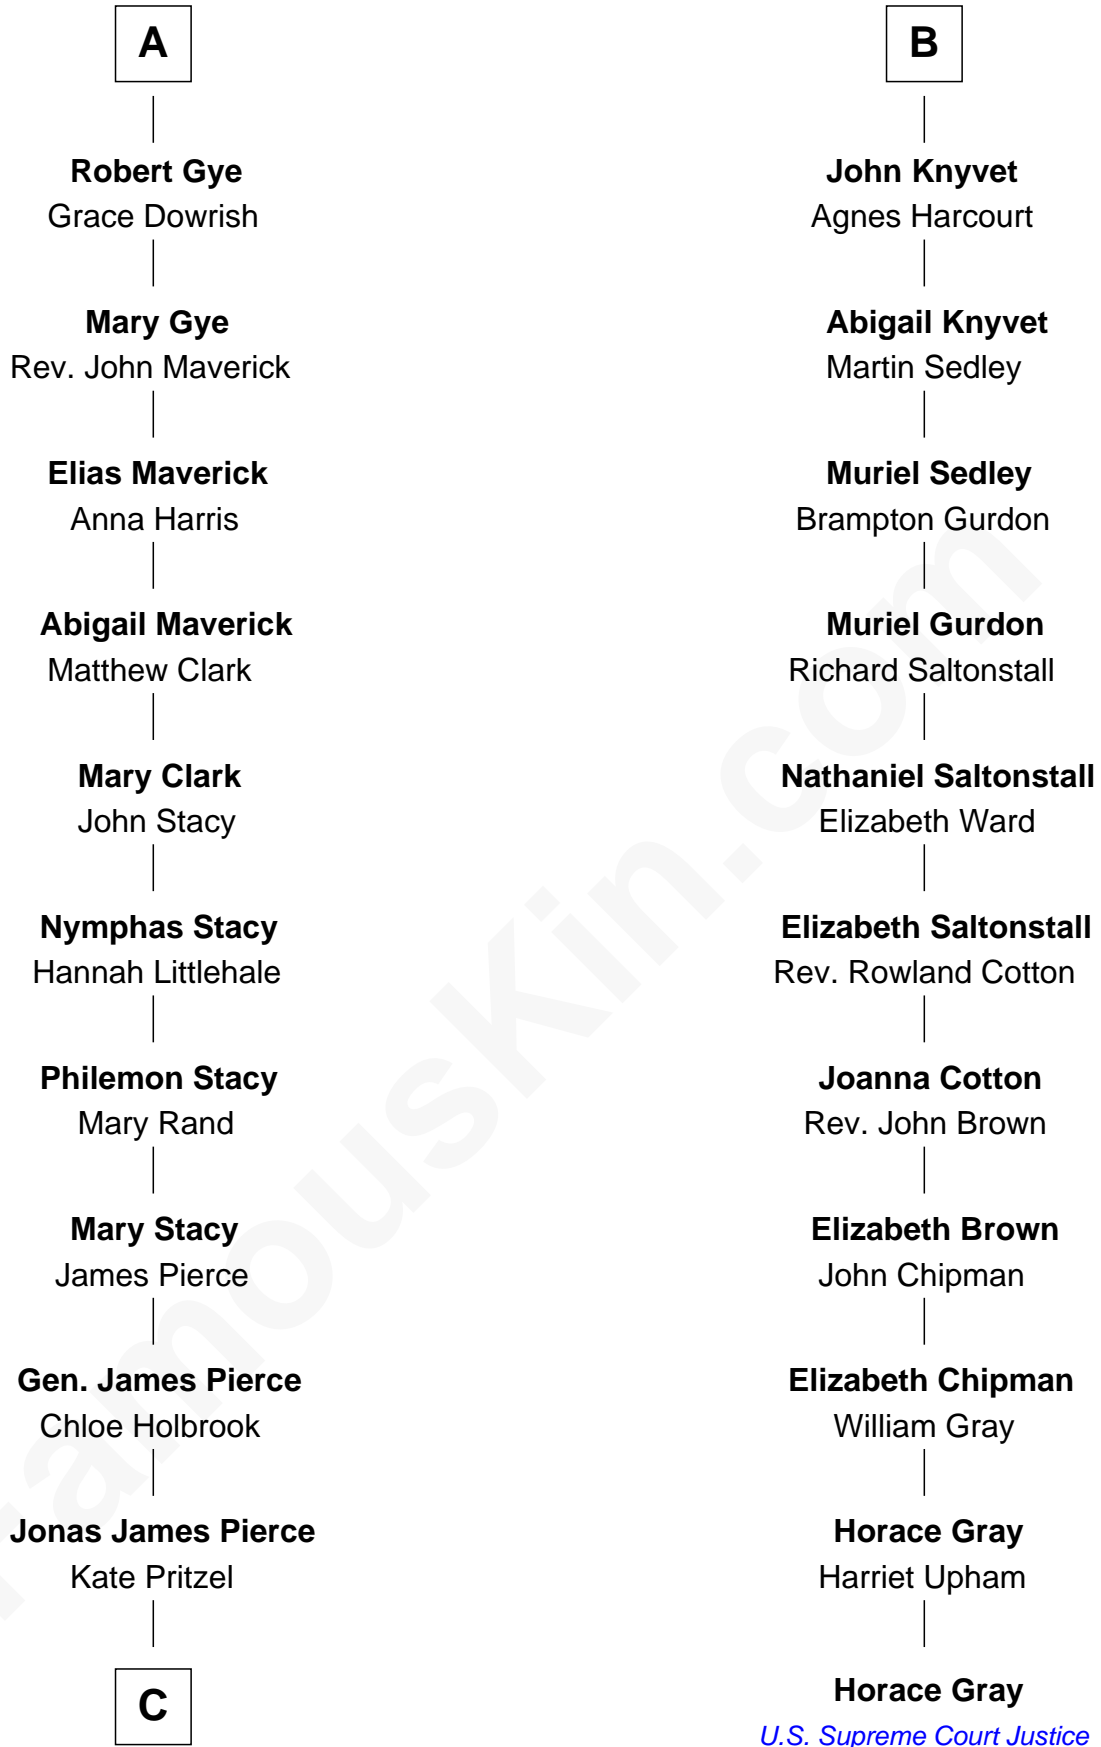 A
Robert Gye
Grace Dowrish
Mary Gye
Rev. John Maverick
Elias Maverick
Anna Harris
Abigail Maverick
Matthew Clark
Mary Clark
John Stacy
Nymphas Stacy
Hannah Littlehale
Philemon Stacy
Mary Rand
Mary Stacy
James Pierce
Gen. James Pierce
Chloe Holbrook
Jonas James Pierce
Kate Pritzel
C
B
John Knyvet
Agnes Harcourt
Abigail Knyvet
Martin Sedley
Muriel Sedley
Brampton Gurdon
Muriel Gurdon
Richard Saltonstall
Nathaniel Saltonstall
Elizabeth Ward
Elizabeth Saltonstall
Rev. Rowland Cotton
Joanna Cotton
Rev. John Brown
Elizabeth Brown
John Chipman
Elizabeth Chipman
William Gray
Horace Gray
Harriet Upham
Horace Gray
U.S. Supreme Court Justice
FamousKin.com